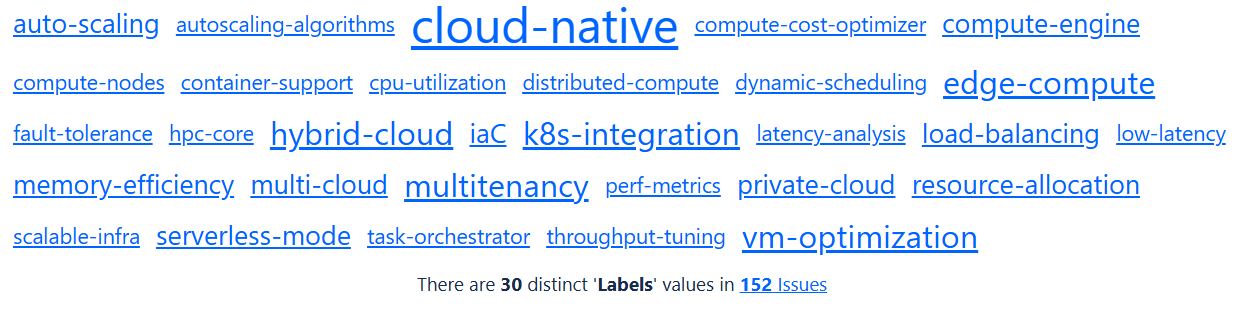 auto-scaling autoscaling-algorithms cloud-native compute-cost-optimizer compute-engine
compute-nodes container-support cpu-utilization distributed-compute dynamic-scheduling edge-compute
fault-tolerance hpc-core hybrid-cloud iaC k8s-integration latency-analysis load-balancing low-latency
memory-efficiency multi-cloud multitenancy perf-metrics private-cloud resource-allocation
scalable-infra serverless-mode task-orchestrator throughput-tuning vm-optimization
There are 30 distinct 'Labels' values in 152 Issues